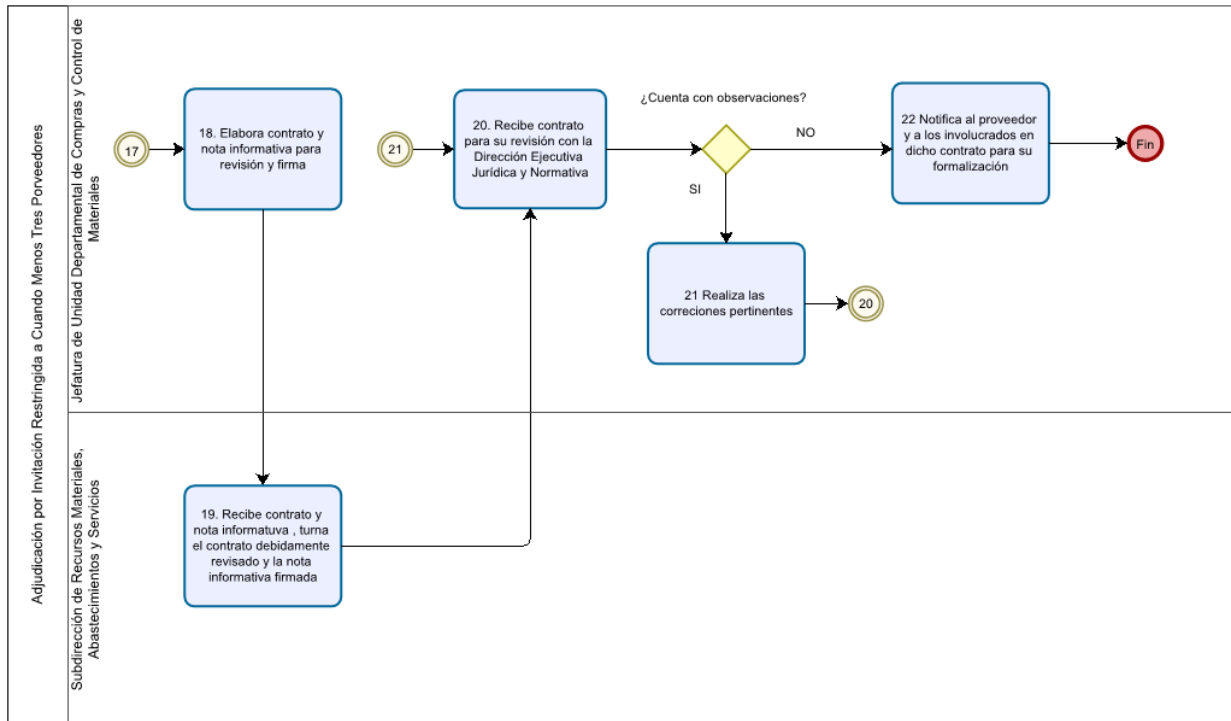 Adjudicación por Invitación Restringida a Cuando Menos Tres Porveedores
Jefatura de Unidad Departamental de Compras y Control de
Materiales
17
18. Elabora contrato y
nota informativa para
revisión y firma
21
20. Recibe contrato
para su revisión con la
Dirección Ejecutiva
Jurídica y Normativa
¿Cuenta con observaciones?
NO
SI
22 Notifica al proveedor
y a los involucrados en
dicho contrato para su
formalización
Fin
21 Realiza las
correciones pertinentes
20
Subdirección de Recursos Materiales,
Abastecimientos y Servicios
19. Recibe contrato y
nota informatuva , turna
el contrato debidamente
revisado y la nota
informativa firmada